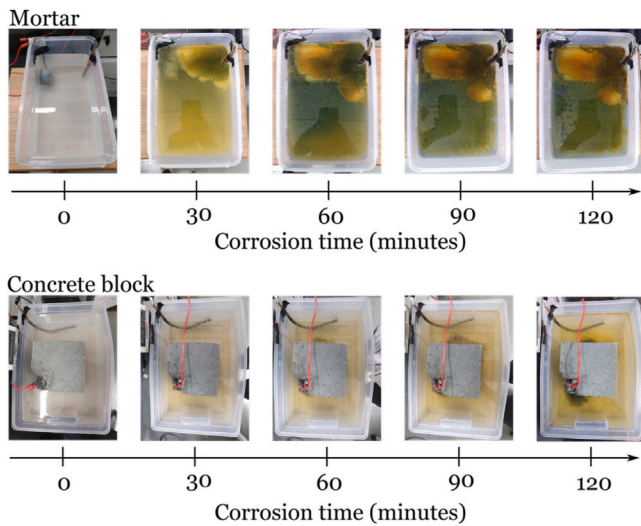 Mortar
0 30 60 90 120
Corrosion time (minutes)
Concrete block
0 30 60 90 120
Corrosion time (minutes)